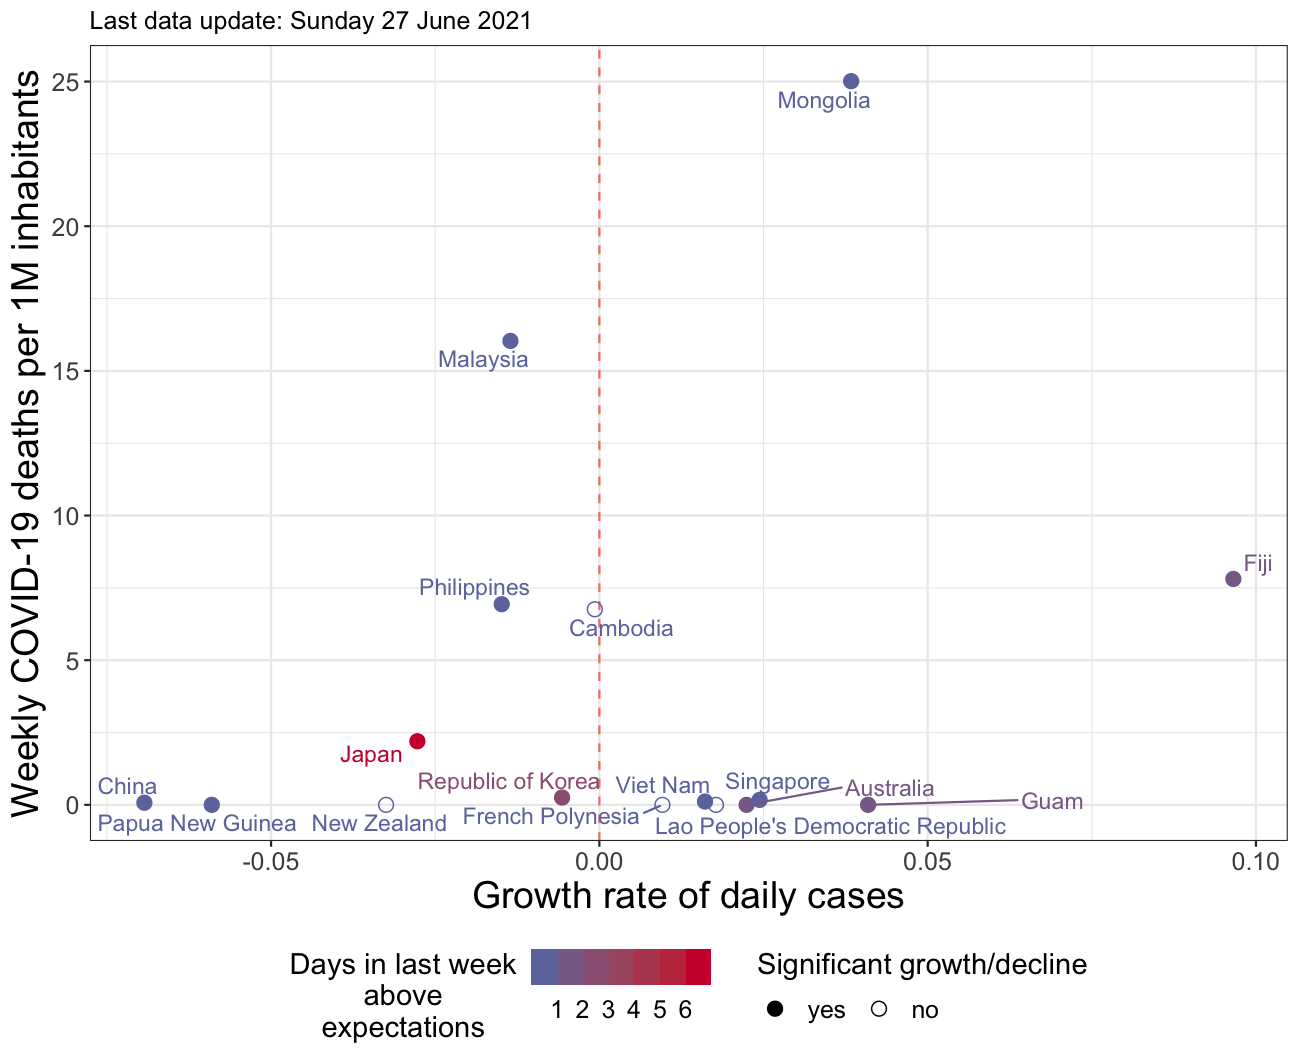 Last data update: Sunday 27 June 2021
Weekly COVID-19 deaths per 1M inhabitants
25
20
15
10
5
0
Mongolia
Malaysia
Fiji
Philippines
Cambodia
Japan
Republic of Korea
China
Viet Nam
Singapore
Australia
Guam
French Polynesia
Papua New Guinea
New Zealand
Lao People's Democratic Republic
-0.05
0.00
0.05
0.10
Growth rate of daily cases
Days in last week
above
expectations
1 2 3 4 5 6
Significant growth/decline
yes
no